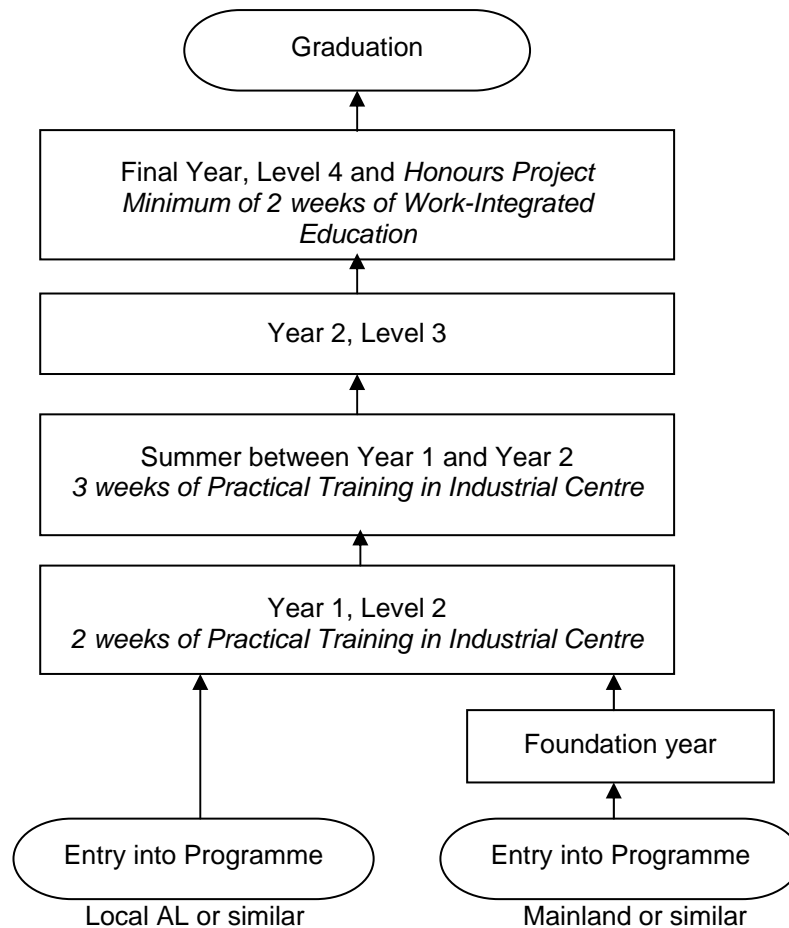 Graduation
Final Year, Level 4 and Honours Project
Minimum of 2 weeks of Work-Integrated
Education
Year 2, Level 3
Summer between Year 1 and Year 2
3 weeks of Practical Training in Industrial Centre
Year 1, Level 2
2 weeks of Practical Training in Industrial Centre
Foundation year
Entry into Programme
Local AL or similar
Entry into Programme
Mainland or similar